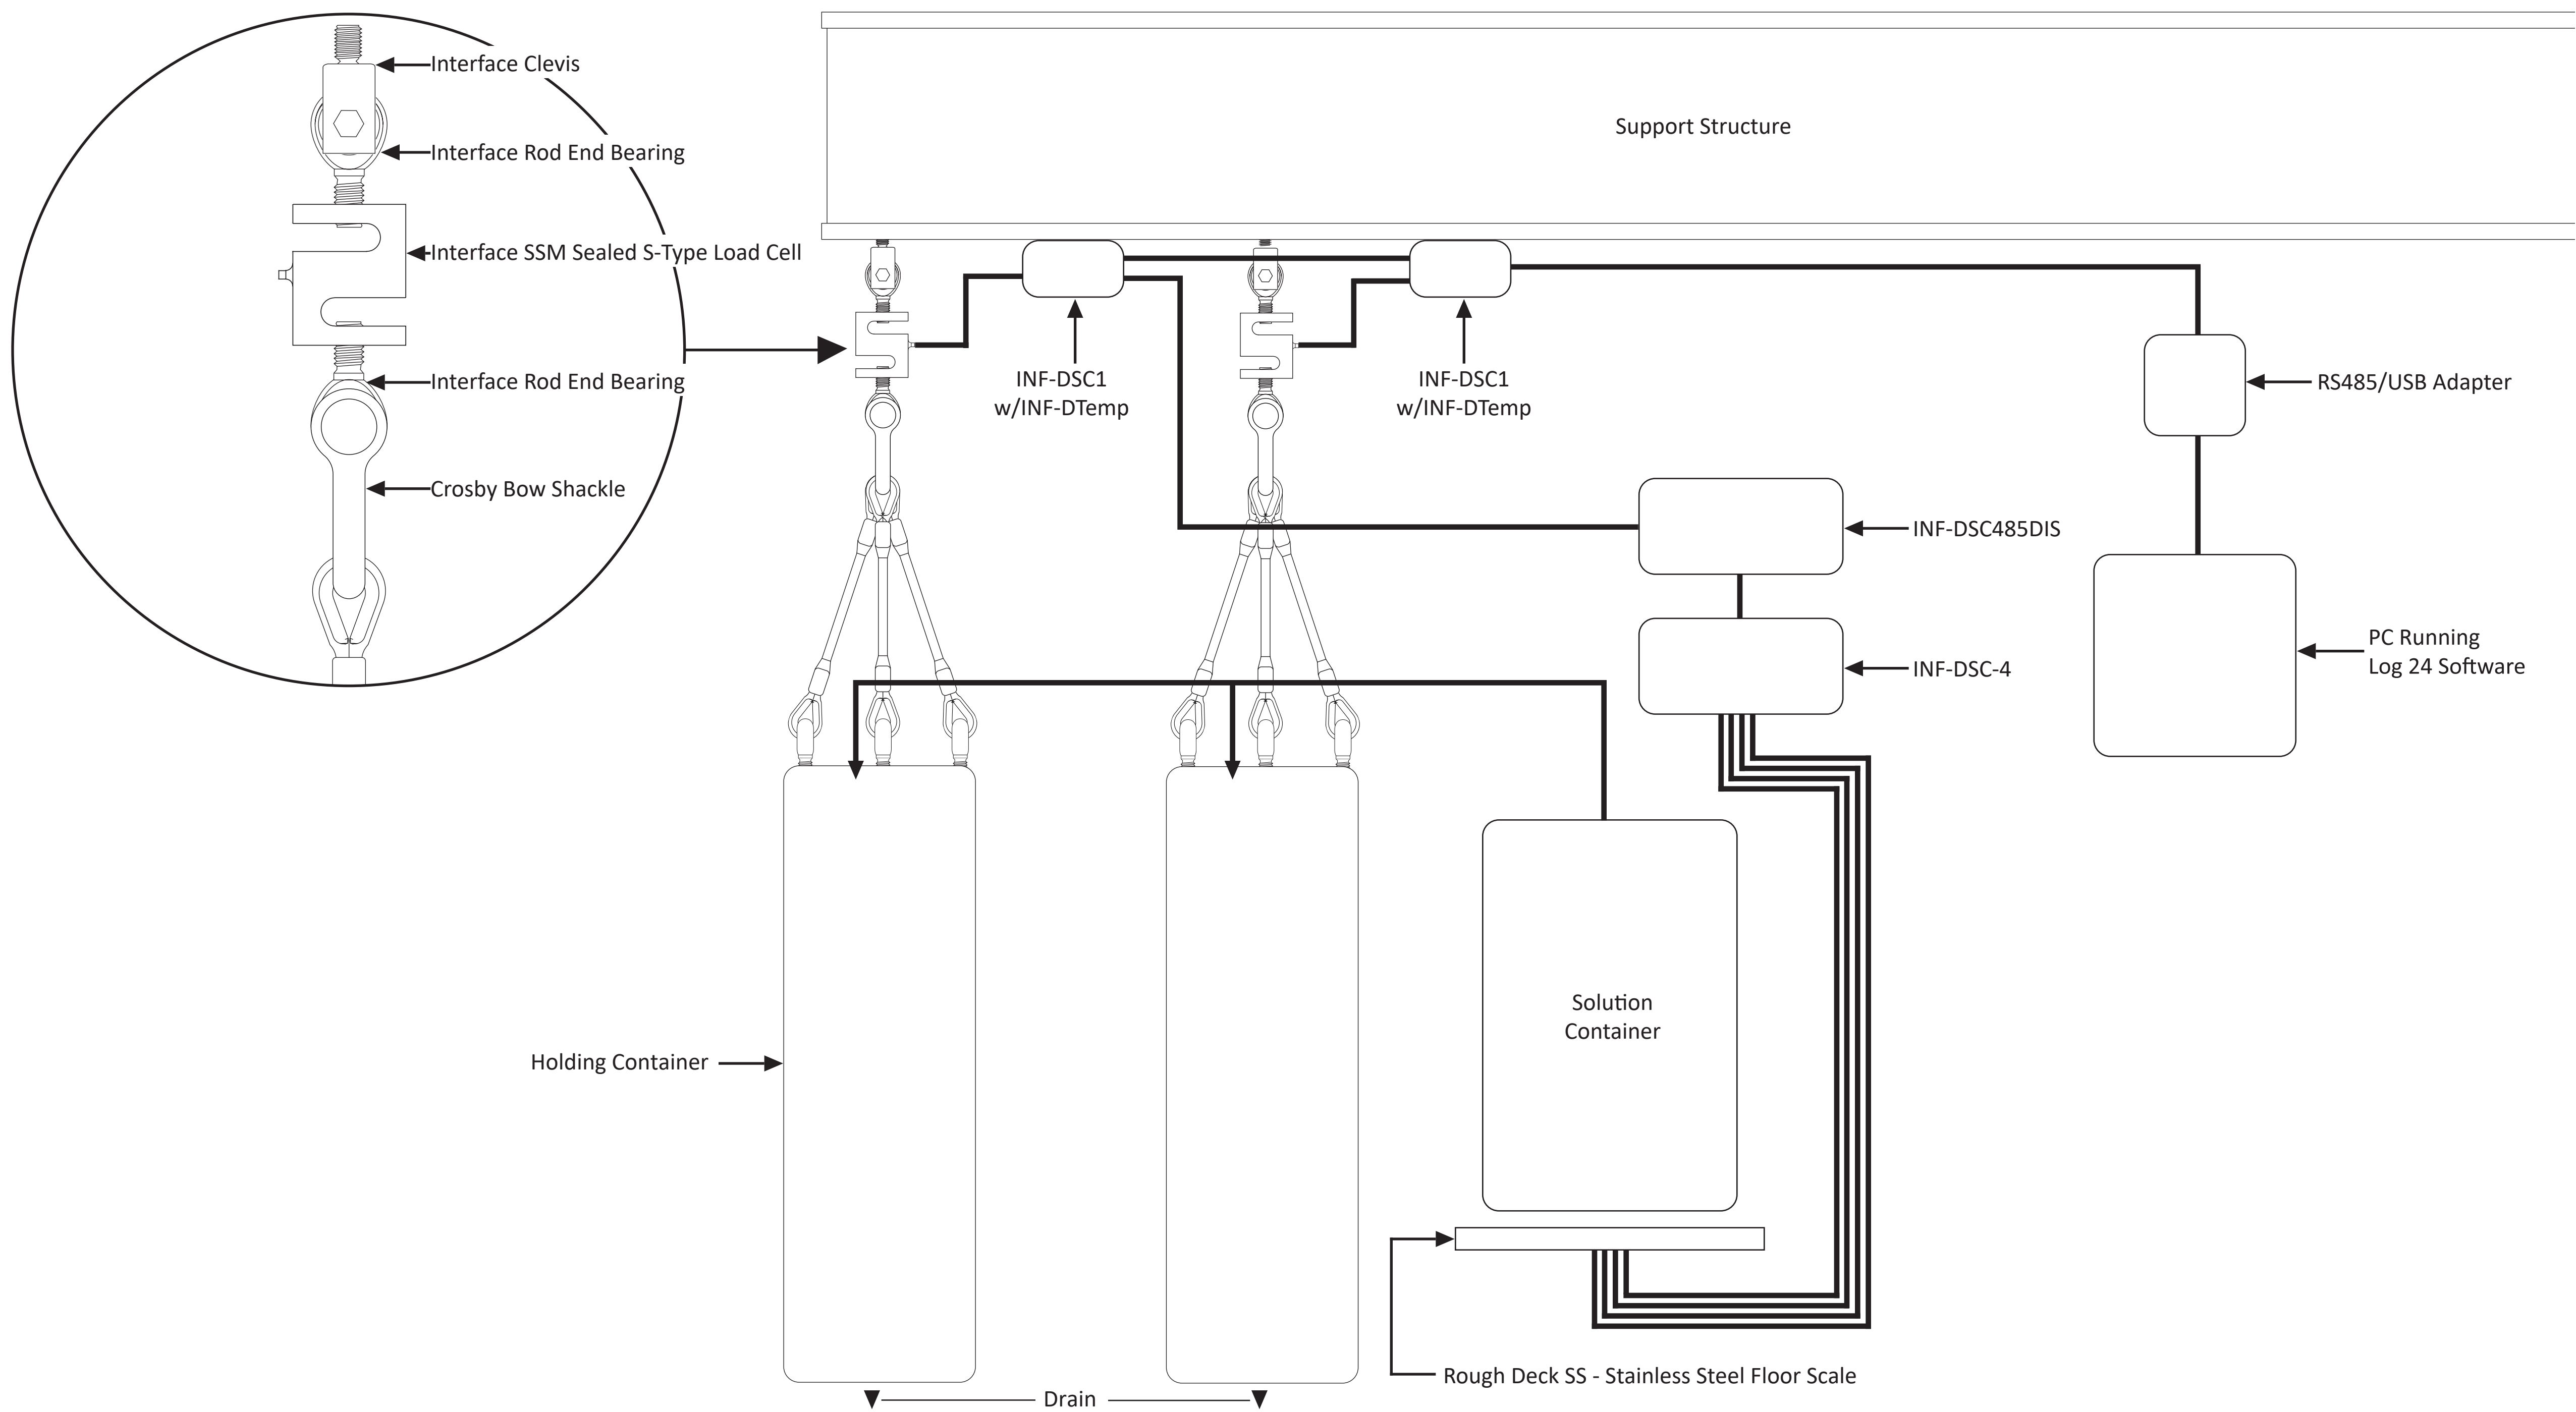 Interface Clevis
Interface Rod End Bearing
Interface SSM Sealed S-Type Load Cell
Interface Rod End Bearing
Crosby Bow Shackle
Support Structure
INF-DSC1
w/INF-DTemp
INF-DSC1
w/INF-DTemp
RS485/USB Adapter
INF-DSC485DIS
INF-DSC-4
PC Running
Log 24 Software
Solution
Container
Holding Container
Rough Deck SS - Stainless Steel Floor Scale
Drain